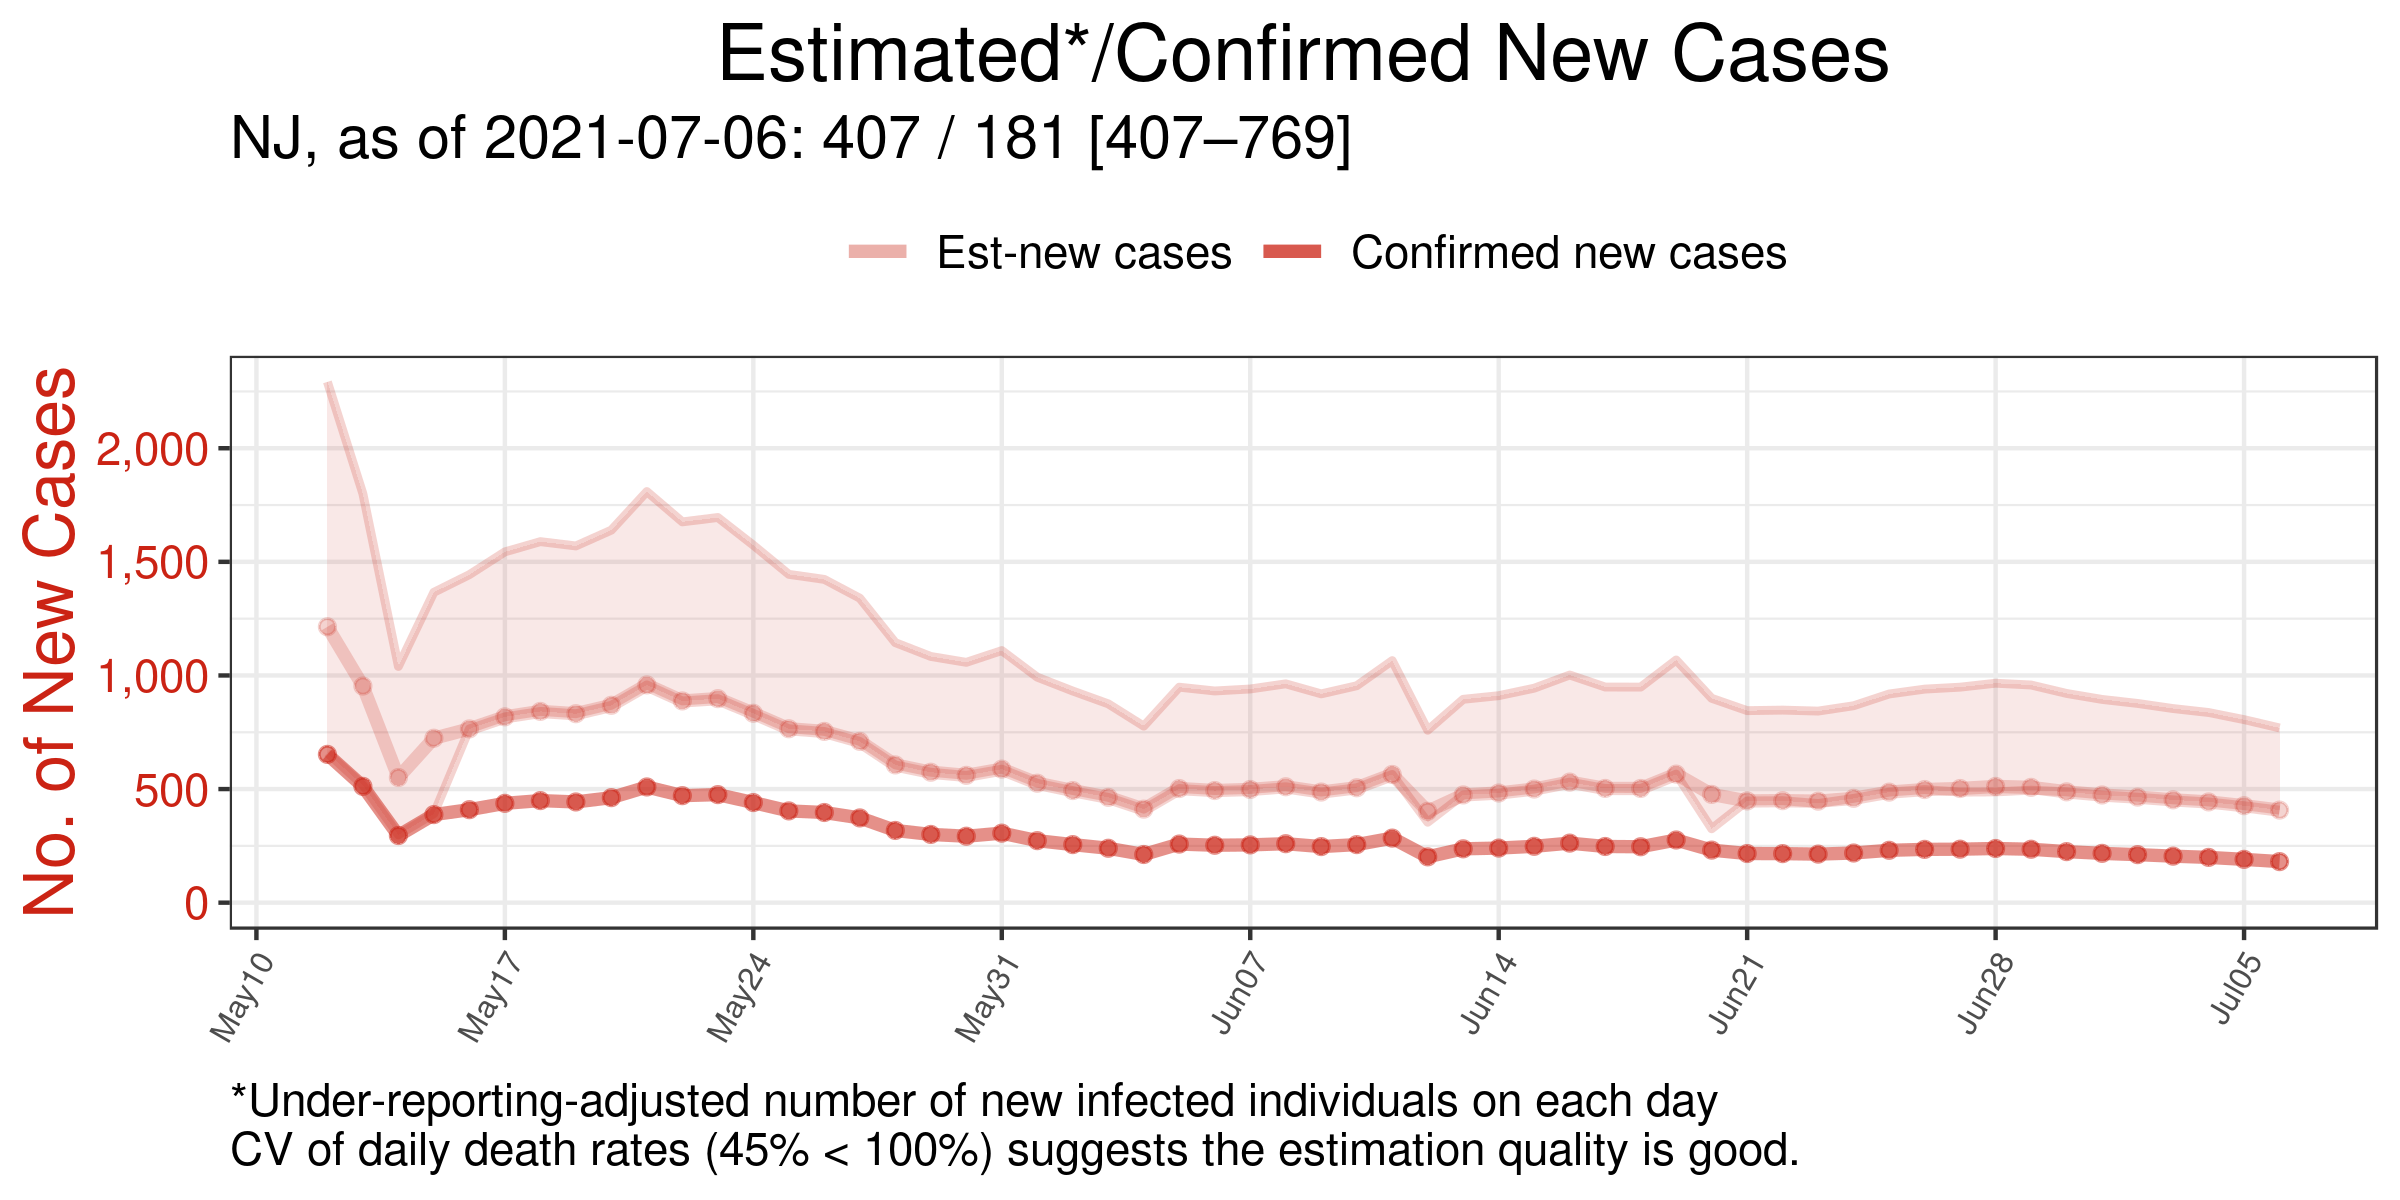 Estimated*/Confirmed New Cases
NJ, as of 2021-07-06: 407 / 181 [407–769]
Est-new cases
Confirmed new cases
No. of New Cases
2,000
1,500
1,000
500
0
May10
May17
May24
May31
Jun07
Jun14
Jun21
Jun28
Jul05
*Under-reporting-adjusted number of new infected individuals on each day
CV of daily death rates (45% < 100%) suggests the estimation quality is good.